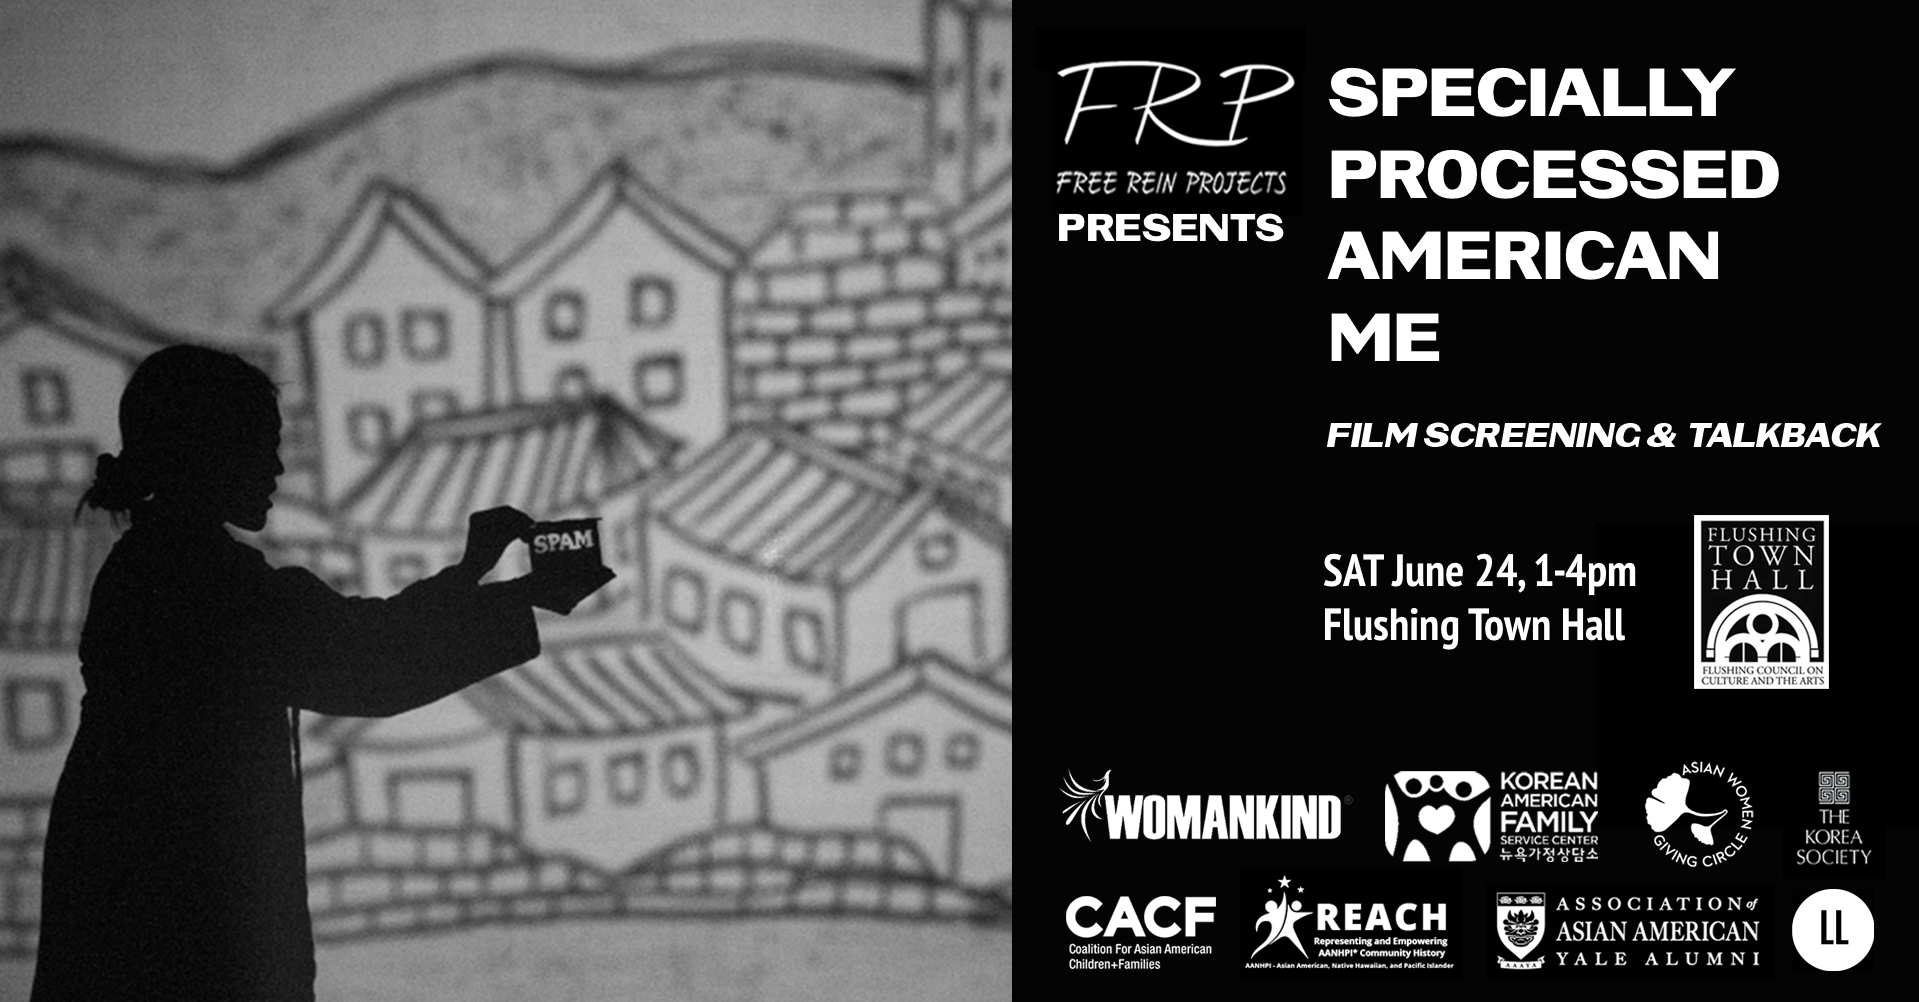 SPAM
FRP
FREE REIN PROJECTS
PRESENTS
SPECIALLY
PROCESSED
AMERICAN
ME
FILM SCREENING & TALKBACK
SAT June 24, 1-4pm
Flushing Town Hall
FLUSHING
TOWN
HALL
FLUSHING COUNCIL ON
CULTURE AND THE ARTS
WOMANKIND®
KOREAN
AMERICAN
FAMILY
SERVICE CENTER
뉴욕가정상담소
ASIAN WOMEN
GIVING CIRCLE
THE
KOREA
SOCIETY
CACF
Coalition For Asian American
Children+Families
REACH
Representing and Empowering
AANHPI* Community History
AANHPI - Asian American, Native Hawaiian, and Pacific Islander
ASSOCIATION of
ASIAN AMERICAN
YALE ALUMNI
AAAYA
LL